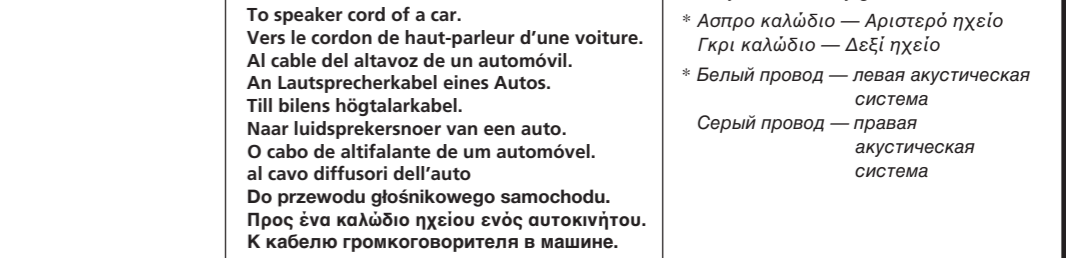 To speaker cord of a car.
Vers le cordon de haut-parleur d'une voiture.
Al cable del altavoz de un automóvil.
An Lautsprecherkabel eines Autos.
Till bilens högtalarkabel.
Naar luidsprekersnoer van een auto.
O cabo de altifalante de um automóvel.
al cavo diffusori dell'auto
Do przewodu głośnikowego samochodu.
Προς ένα καλώδιο ηχείου ενός αυτοκινήτου.
К кабелю громкоговорителя в машине.
* Ασπρο καλώδιο — Αριστερό ηχείο
Γκρι καλώδιο — Δεξί ηχείο
* Белый провод — левая акустическая
система
Серый провод — правая
акустическая
система